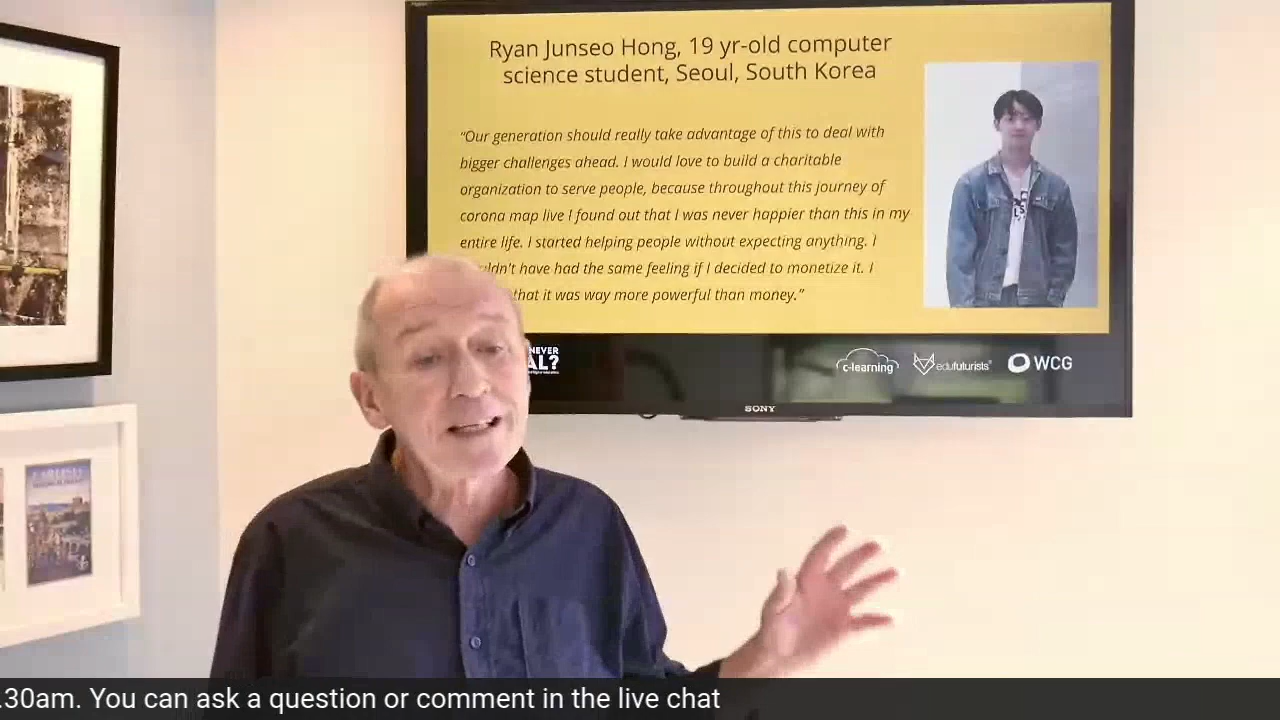 Ryan Junseo Hong, 19 yr-old computer
science student, Seoul, South Korea
“Our generation should really take advantage of this to deal with
bigger challenges ahead. I would love to build a charitable
organization to serve people, because throughout this journey of
corona map live I found out that I was never happier than this in my
entire life. I started helping people without expecting anything. I
have had the same feeling if I decided to monetize it. I
that it was way more powerful than money.”
NEVER
c-learning
edufuturists
WCG
SONY
.30am. You can ask a question or comment in the live chat